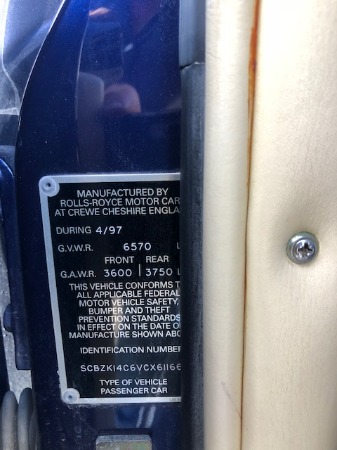 MANUFACTURED BY
ROLLS-ROYCE MOTOR CAR
AT CREWE CHESHIRE ENGLA
DURING 4/97
G.V.W.R. 6570 L
FRONT REAR
G.A.W.R. 3600 3750 L
THIS VEHICLE CONFORMS T
ALL APPLICABLE FEDERAL
MOTOR VEHICLE SAFETY,
BUMPER AND THEFT
PREVENTION STANDARDS
IN EFFECT ON THE DATE O
MANUFACTURE SHOWN ABO
IDENTIFICATION NUMBER
SCBZK14C6VCX61166
TYPE OF VEHICLE
PASSENGER CAR